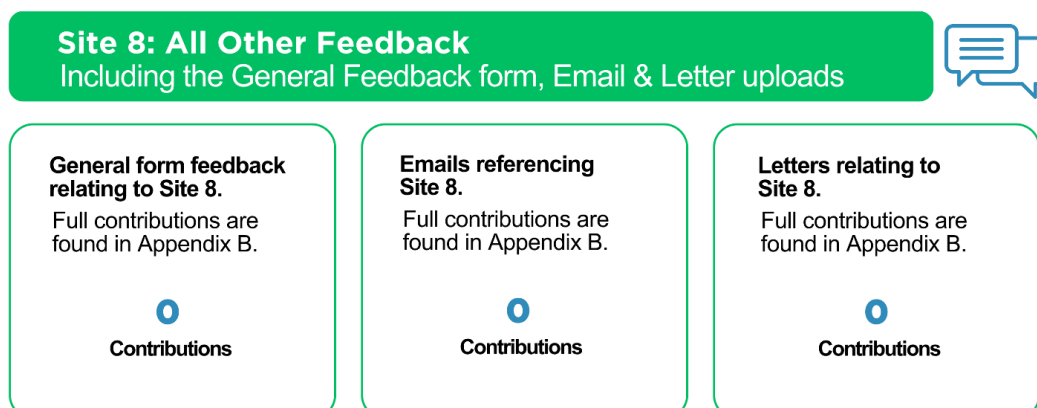 Site 8: All Other Feedback
Including the General Feedback form, Email & Letter uploads
General form feedback
relating to Site 8.
Full contributions are
found in Appendix B.
0
Contributions
Emails referencing
Site 8.
Full contributions are
found in Appendix B.
0
Contributions
Letters relating to
Site 8.
Full contributions are
found in Appendix B.
0
Contributions